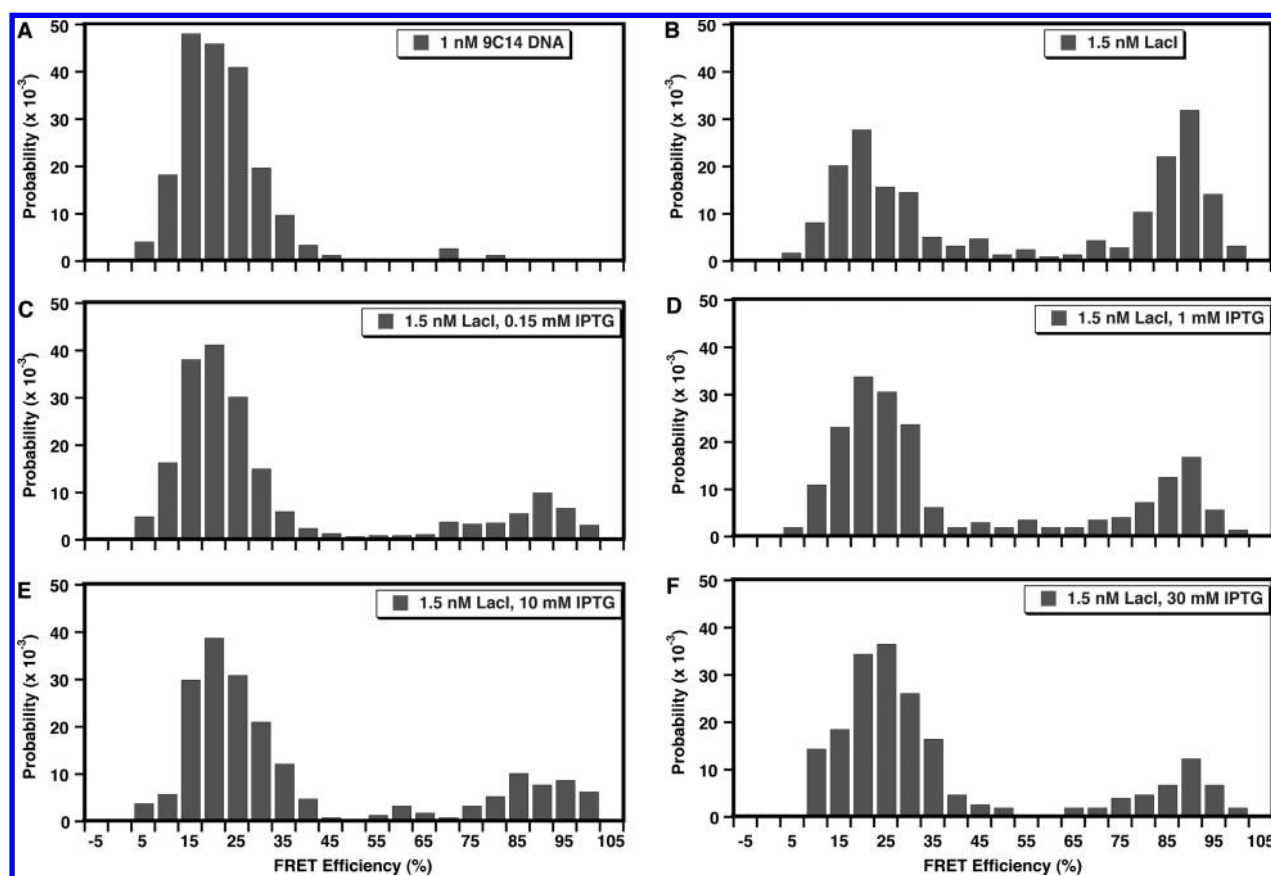 A
50
40
30
20
10
0
Probability (x 10⁻³)
1 nM 9C14 DNA
B
50
40
30
20
10
0
Probability (x 10⁻³)
1.5 nM LacI
C
50
40
30
20
10
0
Probability (x 10⁻³)
1.5 nM LacI, 0.15 mM IPTG
D
50
40
30
20
10
0
Probability (x 10⁻³)
1.5 nM LacI, 1 mM IPTG
E
50
40
30
20
10
0
Probability (x 10⁻³)
1.5 nM LacI, 10 mM IPTG
-5 5 15 25 35 45 55 65 75 85 95 105
FRET Efficiency (%)
F
50
40
30
20
10
0
Probability (x 10⁻³)
1.5 nM LacI, 30 mM IPTG
-5 5 15 25 35 45 55 65 75 85 95 105
FRET Efficiency (%)